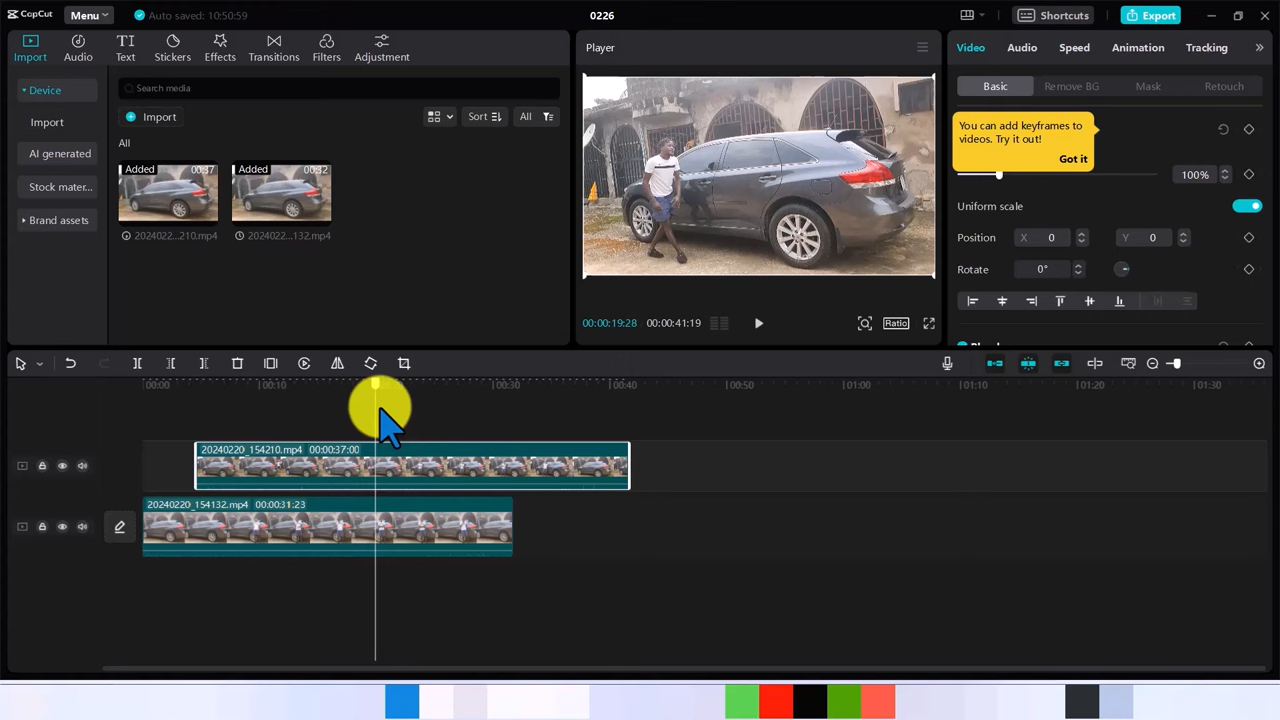 CapCut
Menu
Auto saved: 10:50:59
0226
Shortcuts
Export
Import
Audio
Text
Stickers
Effects
Transitions
Filters
Adjustment
Device
Import
AI generated
Stock mater...
Brand assets
Search media
Import
Sort
All
All
Added
00:37
20240222...210.mp4
Added
00:32
2024022...132.mp4
Player
00:00:19:28
00:00:41:19
Ratio
Video
Audio
Speed
Animation
Tracking
Basic
Remove BG
Mask
Retouch
You can add keyframes to
videos. Try it out!
Got it
100%
Uniform scale
Position
X 0
Y 0
Rotate
0°
00:00
00:10
00:30
00:40
00:50
01:00
01:10
01:20
01:30
20240220_154210.mp4 00:00:37:00
20240220_154132.mp4 00:00:31:23